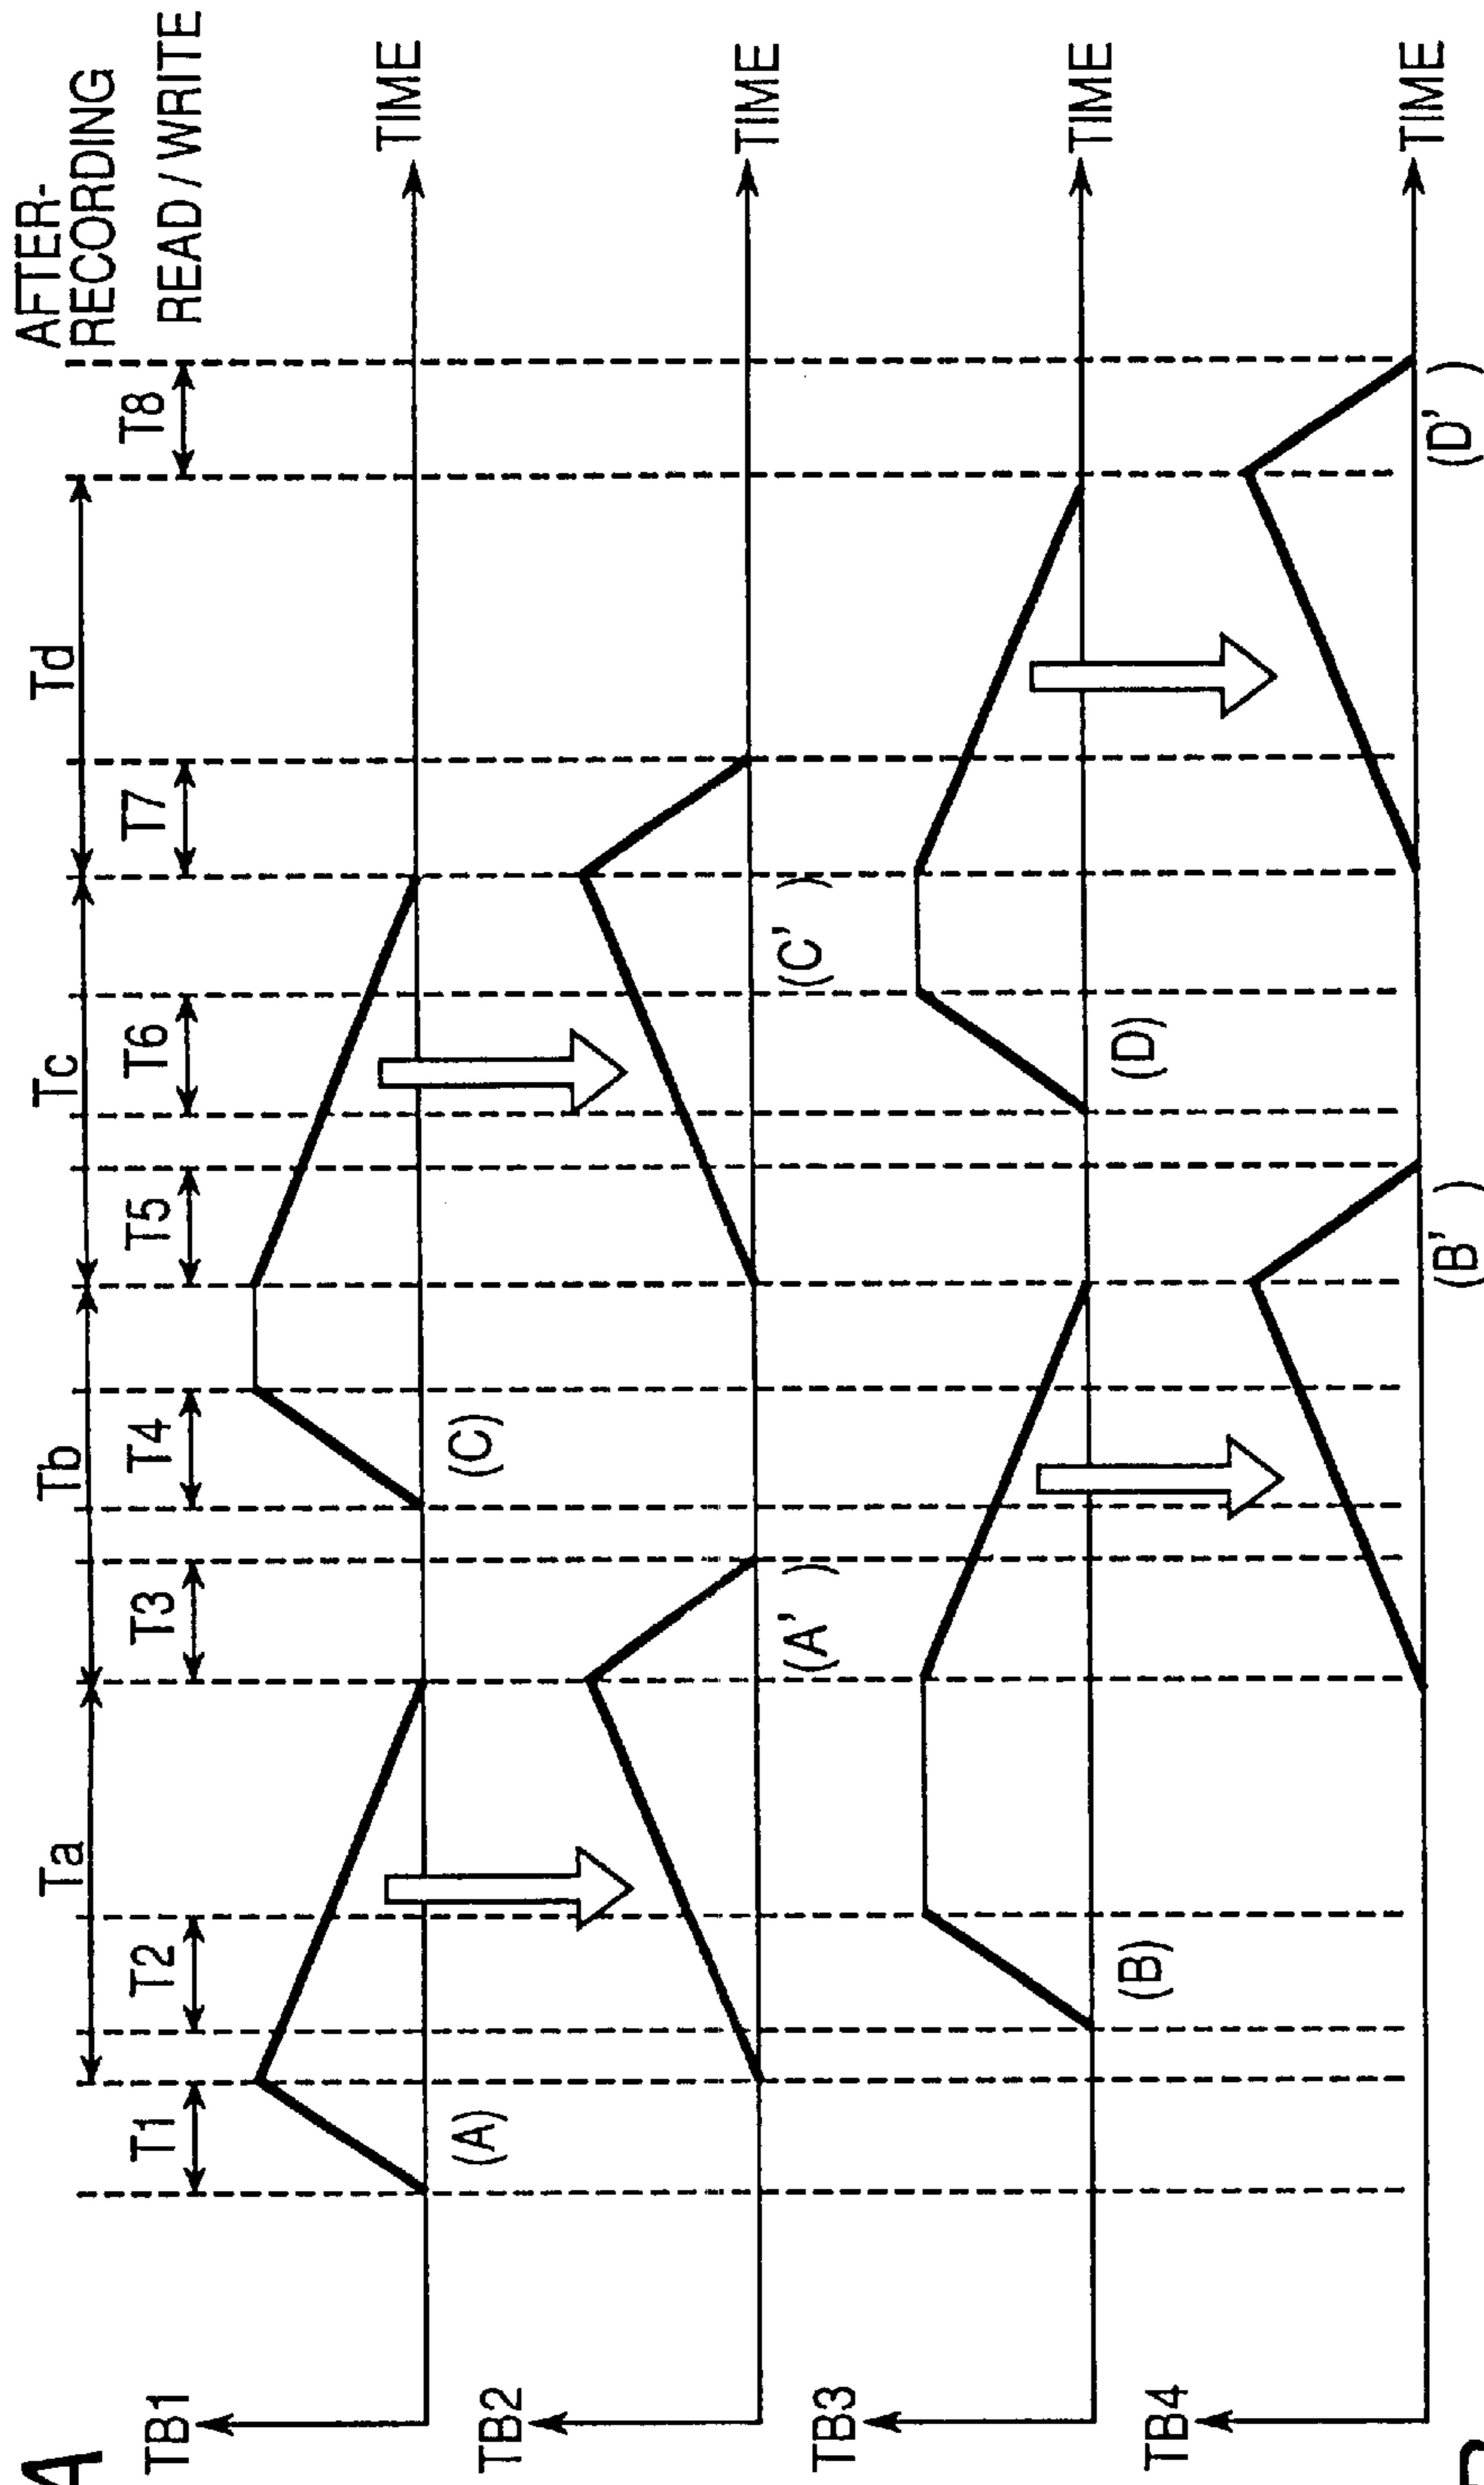 A
Ta
Tb
Tc
Td
AFTER-
RECORDING
T1
T2
T3
T4
T5
T6
T7
T8
READ / WRITE
TB1
TIME
(A)
(C)
TB2
TIME
(A' )
(C' )
TB3
TIME
(B)
(D)
TB4
TIME
(B' )
(D' )